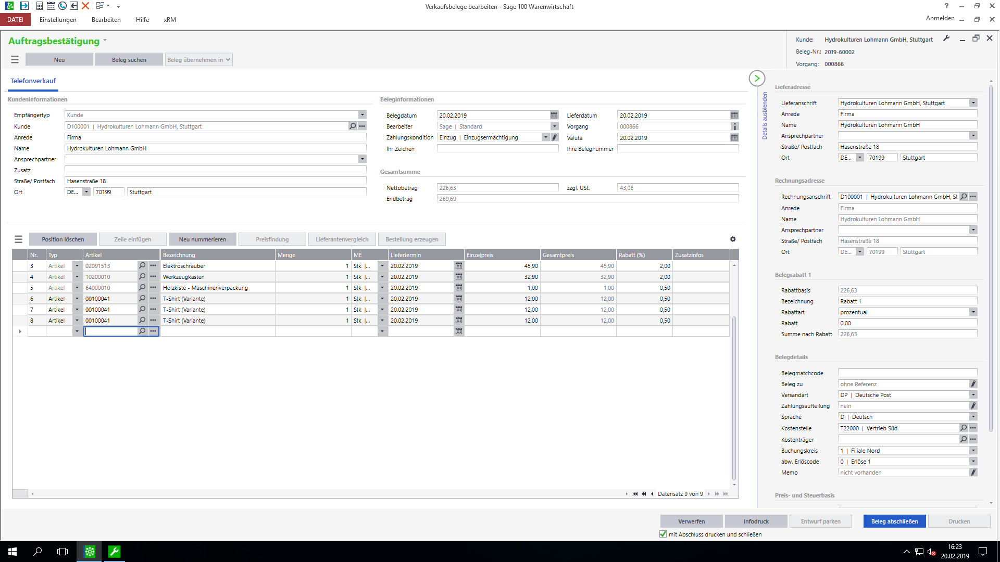 Verkaufsbelege bearbeiten - Sage 100 Warenwirtschaft
DATEI Einstellungen Bearbeiten Hilfe xRM Anmelden
Auftragsbestätigung
Neu Beleg suchen Beleg übernehmen in
Kunde: Hydrokulturen Lohmann GmbH, Stuttgart
Beleg-Nr.: 2019-60002
Vorgang: 000866
Telefonverkauf
Kundeninformationen
Empfängertyp Kunde
Kunde D100001 | Hydrokulturen Lohmann GmbH, Stuttgart
Anrede Firma
Name Hydrokulturen Lohmann GmbH
Ansprechpartner
Zusatz
Straße/ Postfach Hasenstraße 18
Ort DE... 70199 Stuttgart
Beleginformationen
Belegdatum 20.02.2019 Lieferdatum 20.02.2019
Bearbeiter Sage | Standard Vorgang 000866
Zahlungskondition Einzug | Einzugsermächtigung Valuta 20.02.2019
Ihr Zeichen Ihre Belegnummer
Gesamtsumme
Nettobetrag 226,63 zzgl. USt. 43,06
Endbetrag 269,69
Position löschen Zeile einfügen Neu nummerieren Preisfindung Lieferantenvergleich Bestellung erzeugen
Nr. Typ Artikel Bezeichnung Menge ME Liefertermin Einzelpreis Gesamtpreis Rabatt (%) Zusatzinfos
3 Artikel 02091513 Elektroschrauber 1 Stk |... 20.02.2019 45,90 45,90 2,00
4 Artikel 10200010 Werkzeugkasten 1 Stk |... 20.02.2019 32,90 32,90 2,00
5 Artikel 64000010 Holzkiste - Maschinenverpackung 1 Stk |... 20.02.2019 1,00 1,00 0,50
6 Artikel 00100041 T-Shirt (Variante) 1 Stk |... 20.02.2019 12,00 12,00 0,50
7 Artikel 00100041 T-Shirt (Variante) 1 Stk |... 20.02.2019 12,00 12,00 0,50
8 Artikel 00100041 T-Shirt (Variante) 1 Stk |... 20.02.2019 12,00 12,00 0,50
Datensatz 9 von 9
Details ausblenden
Lieferadresse
Lieferanschrift Hydrokulturen Lohmann GmbH, Stuttgart
Anrede Firma
Name Hydrokulturen Lohmann GmbH
Ansprechpartner
Straße/ Postfach Hasenstraße 18
Ort DE... 70199 Stuttgart
Rechnungsadresse
Rechnungsanschrift D100001 | Hydrokulturen Lohmann GmbH, St
Anrede Firma
Name Hydrokulturen Lohmann GmbH
Ansprechpartner
Straße/ Postfach Hasenstraße 18
Ort DE... 70199 Stuttgart
Belegrabatt 1
Rabattbasis 226,63
Bezeichnung Rabatt 1
Rabattart prozentual
Rabatt 0,00
Summe nach Rabatt 226,63
Belegdetails
Belegmatchcode
Beleg zu ohne Referenz
Versandart DP | Deutsche Post
Zahlungsaufteilung nein
Sprache D | Deutsch
Kostenstelle T22000 | Vertrieb Süd
Kostenträger
Buchungskreis 1 | Filiale Nord
abw. Erlöscode 0 | Erlöse 1
Memo nicht vorhanden
Preis- und Steuerbasis
Verwerfen Infodruck Entwurf parken Beleg abschließen Drucken
mit Abschluss drucken und schließen
16:23
20.02.2019